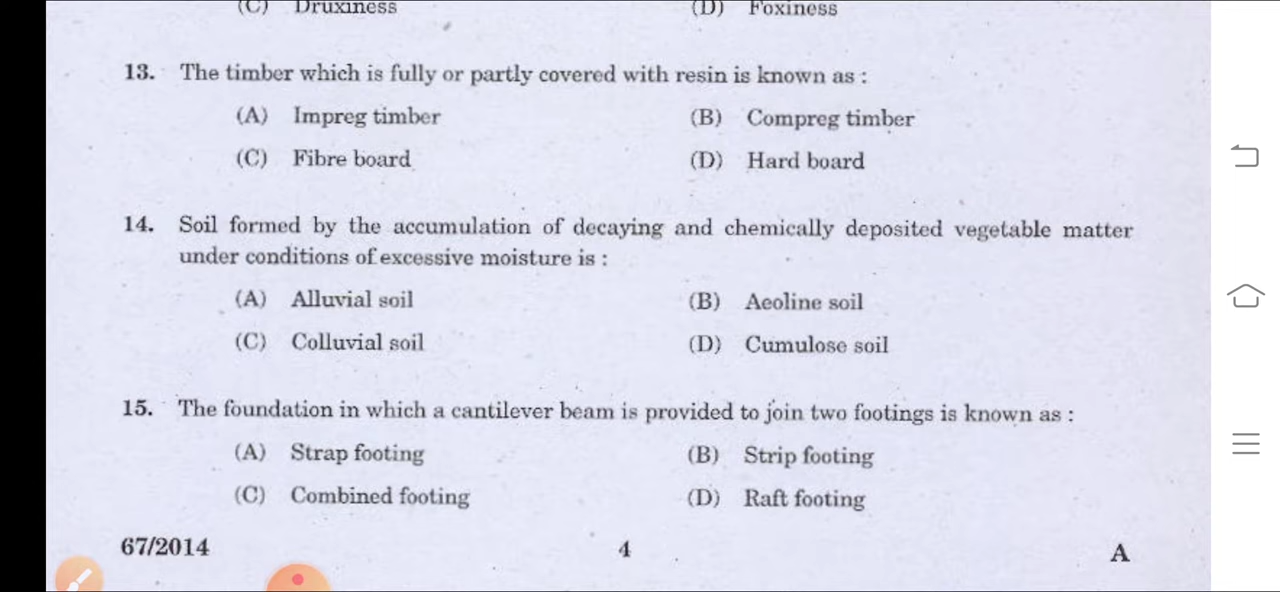 (C) Druxiness (D) Foxiness
13. The timber which is fully or partly covered with resin is known as :
(A) Impreg timber (B) Compreg timber
(C) Fibre board (D) Hard board
14. Soil formed by the accumulation of decaying and chemically deposited vegetable matter
under conditions of excessive moisture is :
(A) Alluvial soil (B) Aeoline soil
(C) Colluvial soil (D) Cumulose soil
15. The foundation in which a cantilever beam is provided to join two footings is known as :
(A) Strap footing (B) Strip footing
(C) Combined footing (D) Raft footing
67/2014 4 A